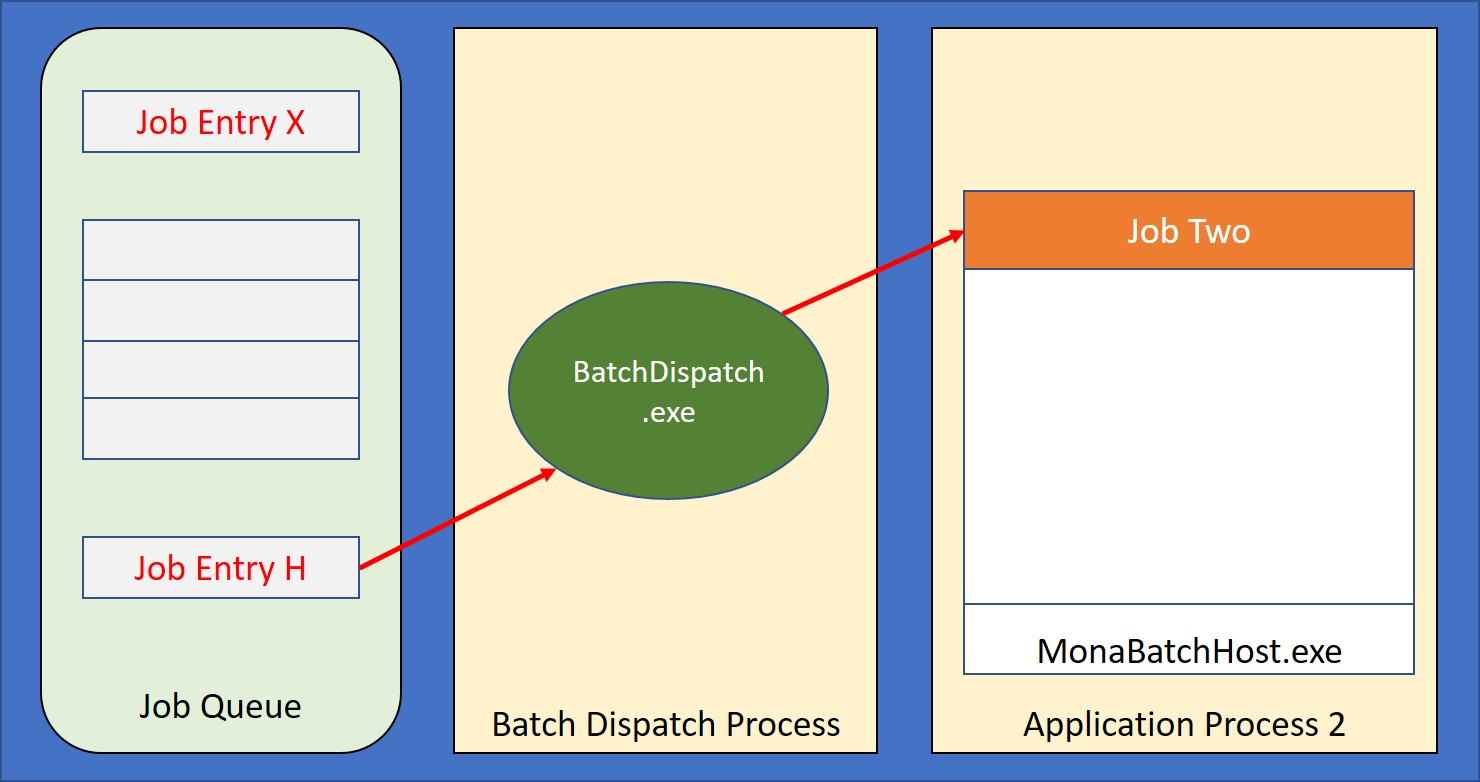 Job Entry X
Job Entry H
Job Queue
BatchDispatch
.exe
Batch Dispatch Process
Job Two
MonaBatchHost.exe
Application Process 2